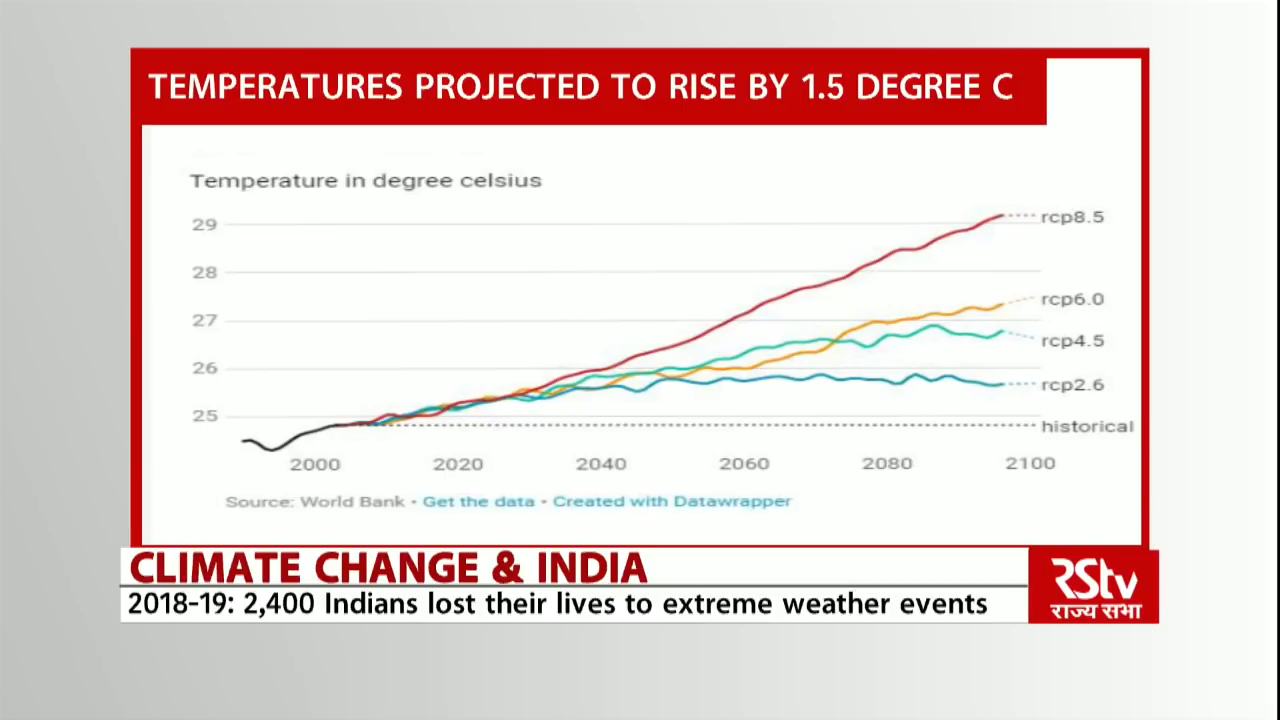 TEMPERATURES PROJECTED TO RISE BY 1.5 DEGREE C
Temperature in degree celsius
29
28
27
26
25
rcp8.5
rcp6.0
rcp4.5
rcp2.6
historical
2000 2020 2040 2060 2080 2100
Source: World Bank • Get the data • Created with Datawrapper
CLIMATE CHANGE & INDIA
2018-19: 2,400 Indians lost their lives to extreme weather events
RStv
राज्य सभा